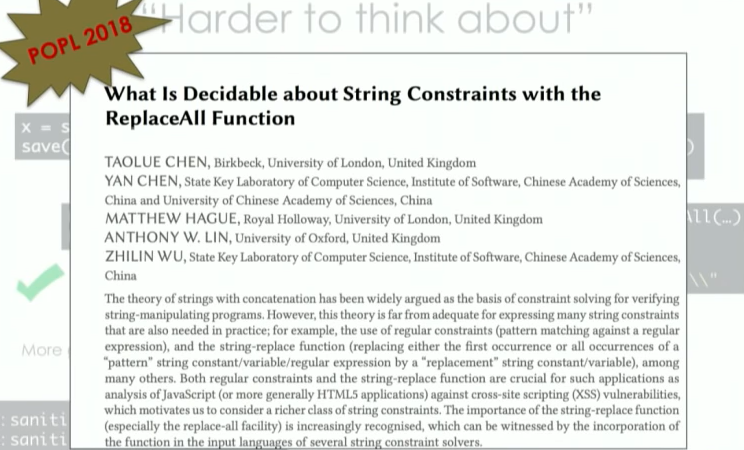 "Harder to think about"
POPL 2018
What Is Decidable about String Constraints with the
ReplaceAll Function
x = s
save(
)
TAOLUE CHEN, Birkbeck, University of London, United Kingdom
YAN CHEN, State Key Laboratory of Computer Science, Institute of Software, Chinese Academy of Sciences,
China and University of Chinese Academy of Sciences, China
MATTHEW HAGUE, Royal Holloway, University of London, United Kingdom
ll(…)
ANTHONY W. LIN, University of Oxford, United Kingdom
ZHILIN WU, State Key Laboratory of Computer Science, Institute of Software, Chinese Academy of Sciences,
China
\\"
The theory of strings with concatenation has been widely argued as the basis of constraint solving for verifying
string-manipulating programs. However, this theory is far from adequate for expressing many string constraints
that are also needed in practice; for example, the use of regular constraints (pattern matching against a regular
expression), and the string-replace function (replacing either the first occurrence or all occurrences of a
"pattern" string constant/variable/regular expression by a "replacement" string constant/variable), among
many others. Both regular constraints and the string-replace function are crucial for such applications as
analysis of JavaScript (or more generally HTML5 applications) against cross-site scripting (XSS) vulnerabilities,
which motivates us to consider a richer class of string constraints. The importance of the string-replace function
(especially the replace-all facility) is increasingly recognised, which can be witnessed by the incorporation of
the function in the input languages of several string constraint solvers.
More
: saniti
: saniti